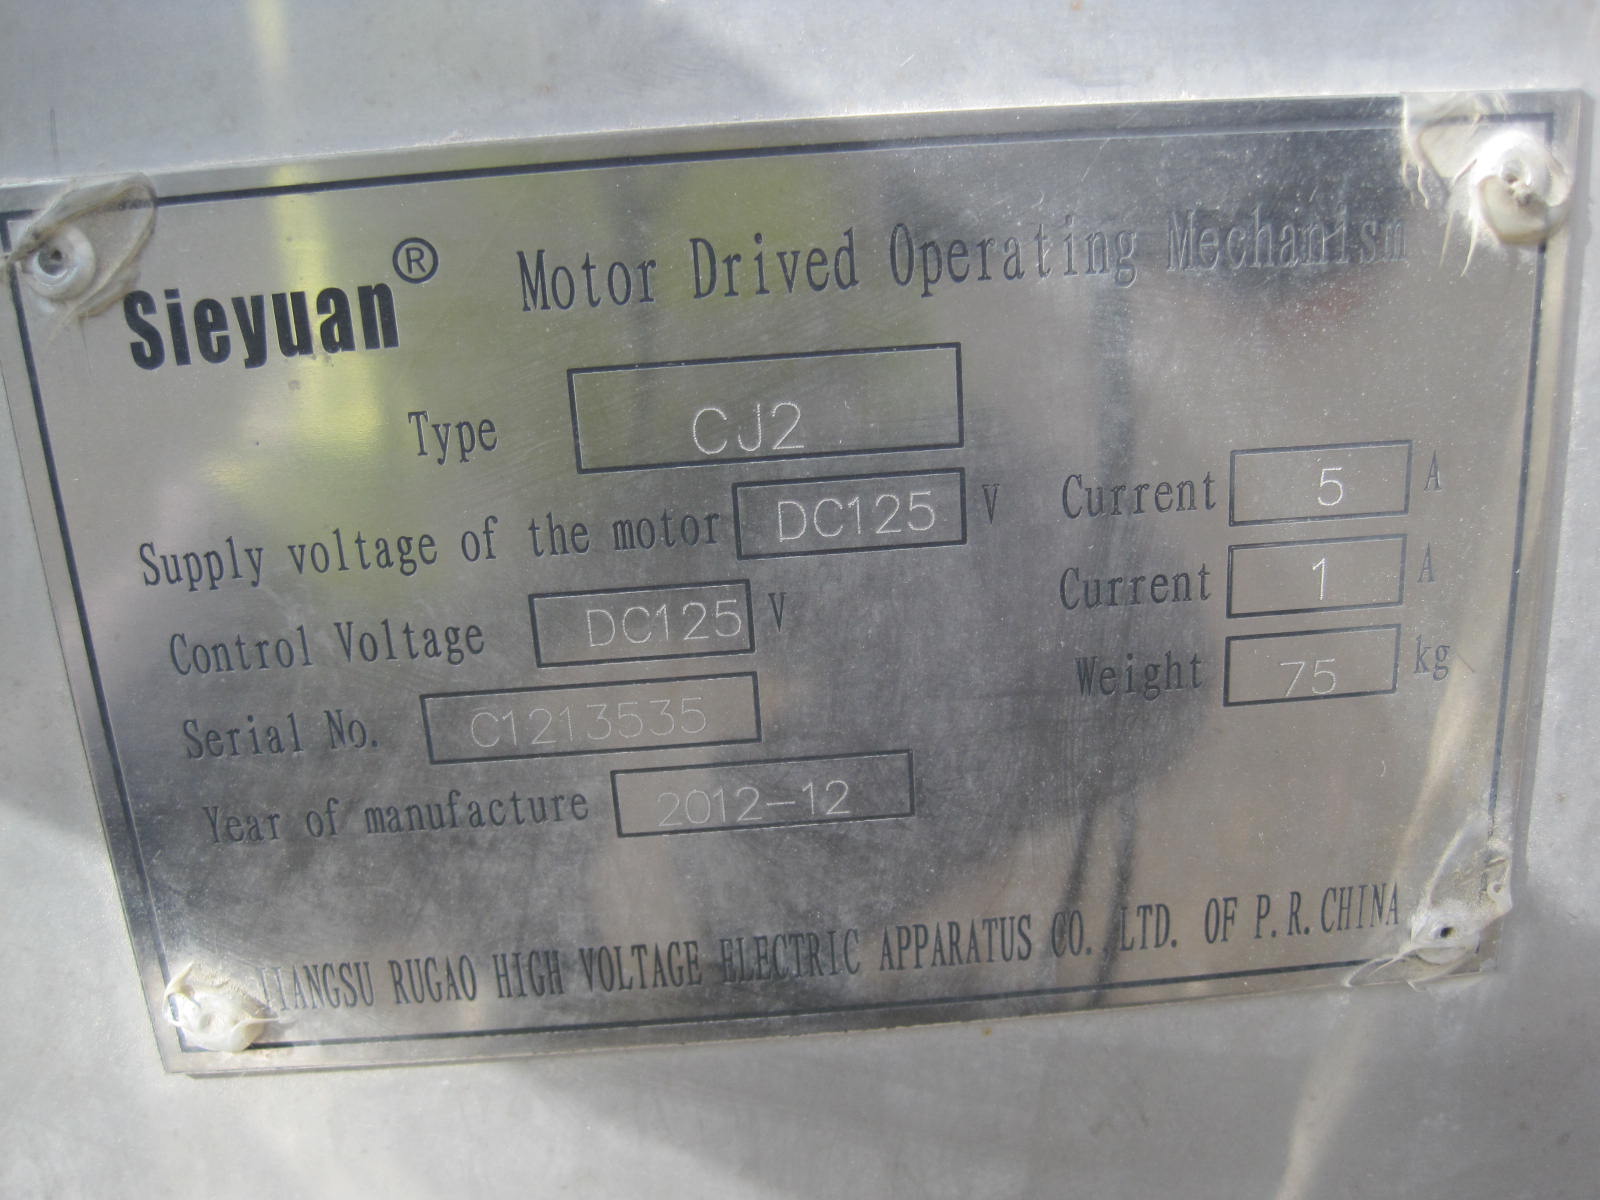 Sieyuan® Motor Drived Operating Mechanism
Type CJ2
Supply voltage of the motor DC125 V Current 5 A
Control Voltage DC125 V Current 1 A
Serial No. C1213535 Weight 75 kg
Year of manufacture 2012-12
JIANGSU RUGAO HIGH VOLTAGE ELECTRIC APPARATUS CO., LTD. OF P.R.CHINA